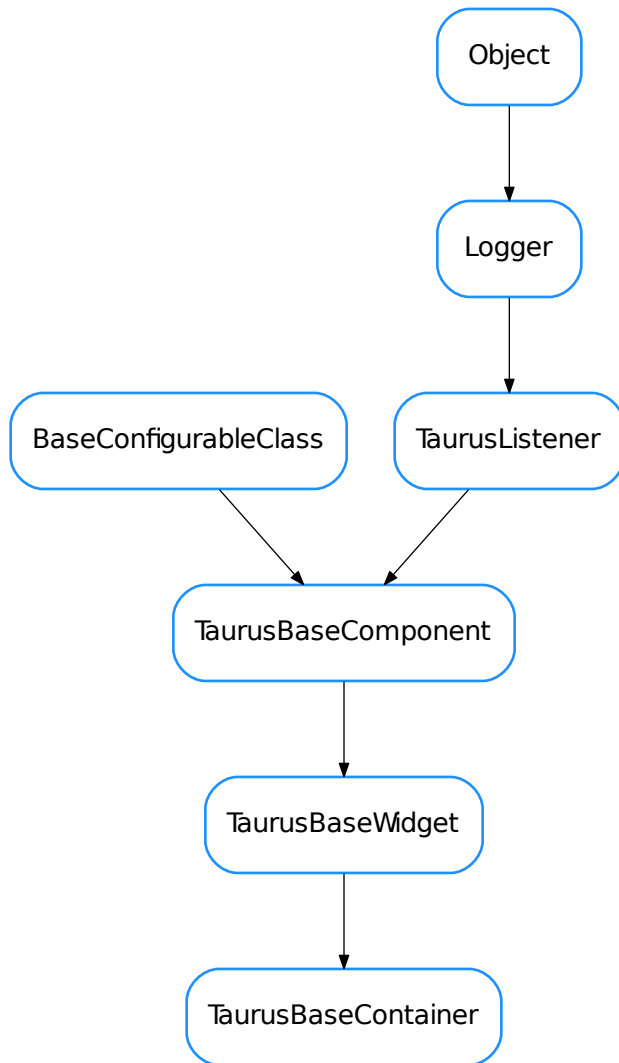 Object
Logger
BaseConfigurableClass
TaurusListener
TaurusBaseComponent
TaurusBaseWidget
TaurusBaseContainer